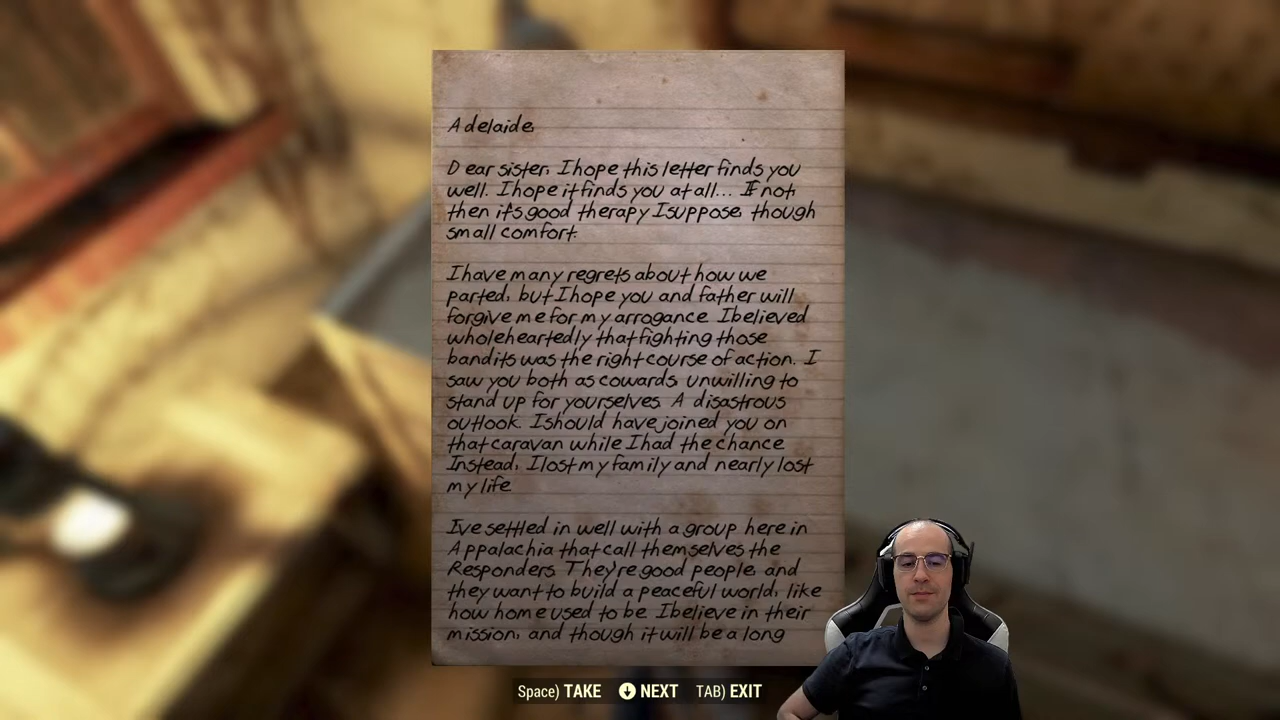 Adelaide,
Dear sister, I hope this letter finds you
well. I hope it finds you at all... If not,
then it's good therapy I suppose, though
small comfort.
I have many regrets about how we
parted, but I hope you and father will
forgive me for my arrogance. I believed
wholeheartedly that fighting those
bandits was the right course of action. I
saw you both as cowards, unwilling to
stand up for yourselves. A disastrous
outlook. I should have joined you on
that caravan while I had the chance.
Instead, I lost my family and nearly lost
my life.
I've settled in well with a group here in
Appalachia that call themselves the
Responders. They're good people, and
they want to build a peaceful world, like
how home used to be. I believe in their
mission, and though it will be a long
Space) TAKE NEXT TAB) EXIT